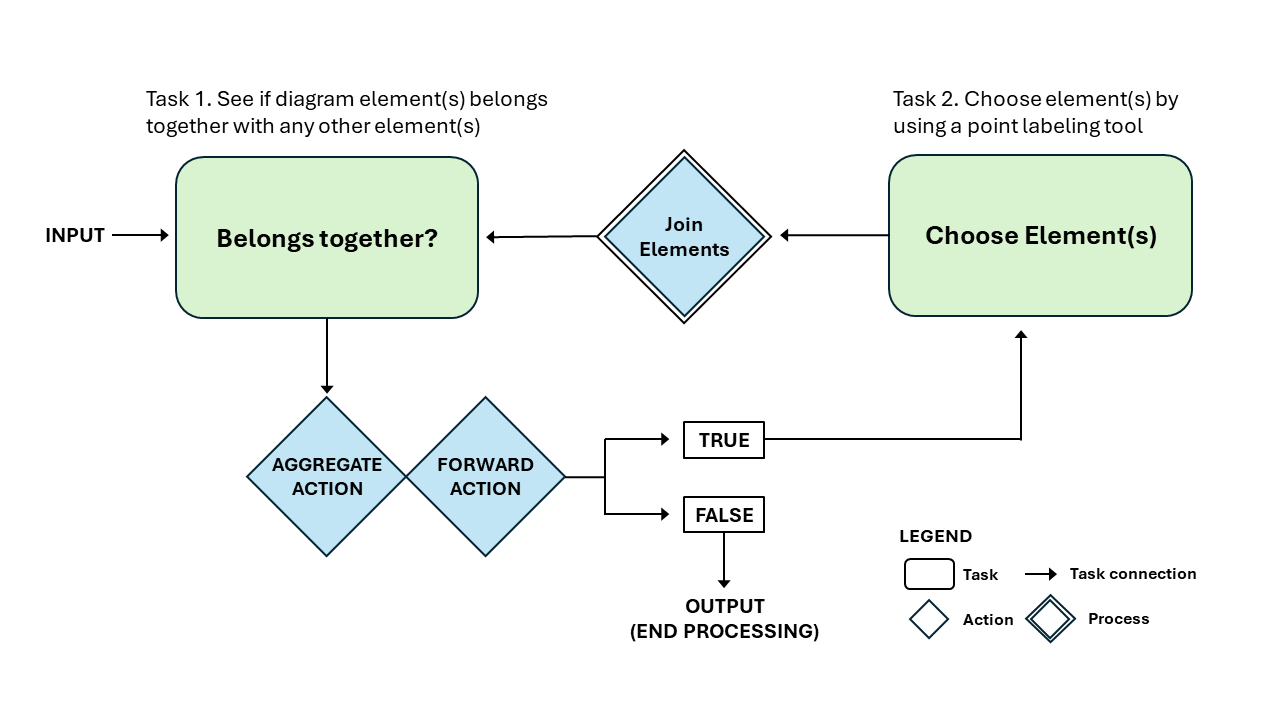 Task 1. See if diagram element(s) belongs
together with any other element(s)
Task 2. Choose element(s) by
using a point labeling tool
INPUT
Belongs together?
Join
Elements
Choose Element(s)
AGGREGATE
ACTION
FORWARD
ACTION
TRUE
FALSE
OUTPUT
(END PROCESSING)
LEGEND
Task
Task connection
Action
Process